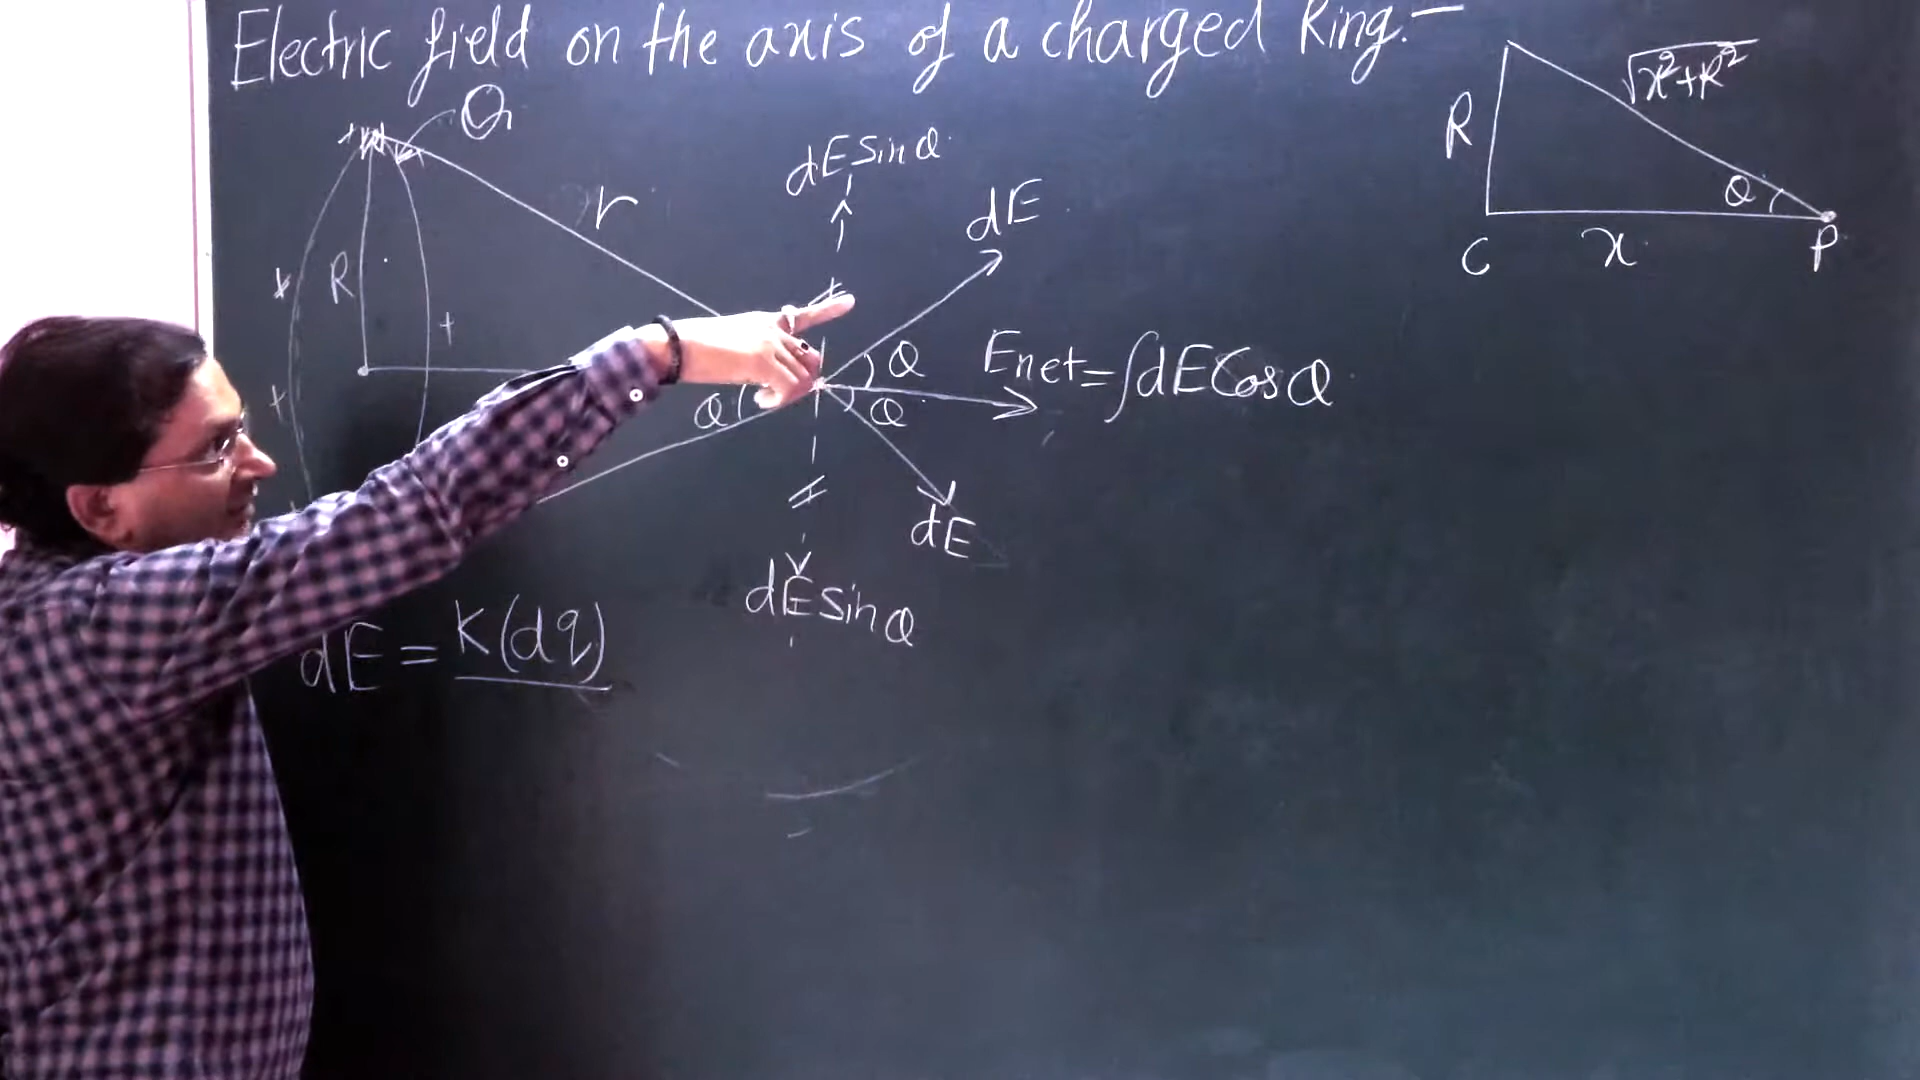 Electric field on the axis of a charged Ring:-
Q
r
R
+
+
+
+
dE sin θ
dE
θ
θ
θ
Enet = ∫dE Cos θ
dE
dE sin θ
dE = K(dq)
R
√x²+R²
θ
C
x
P